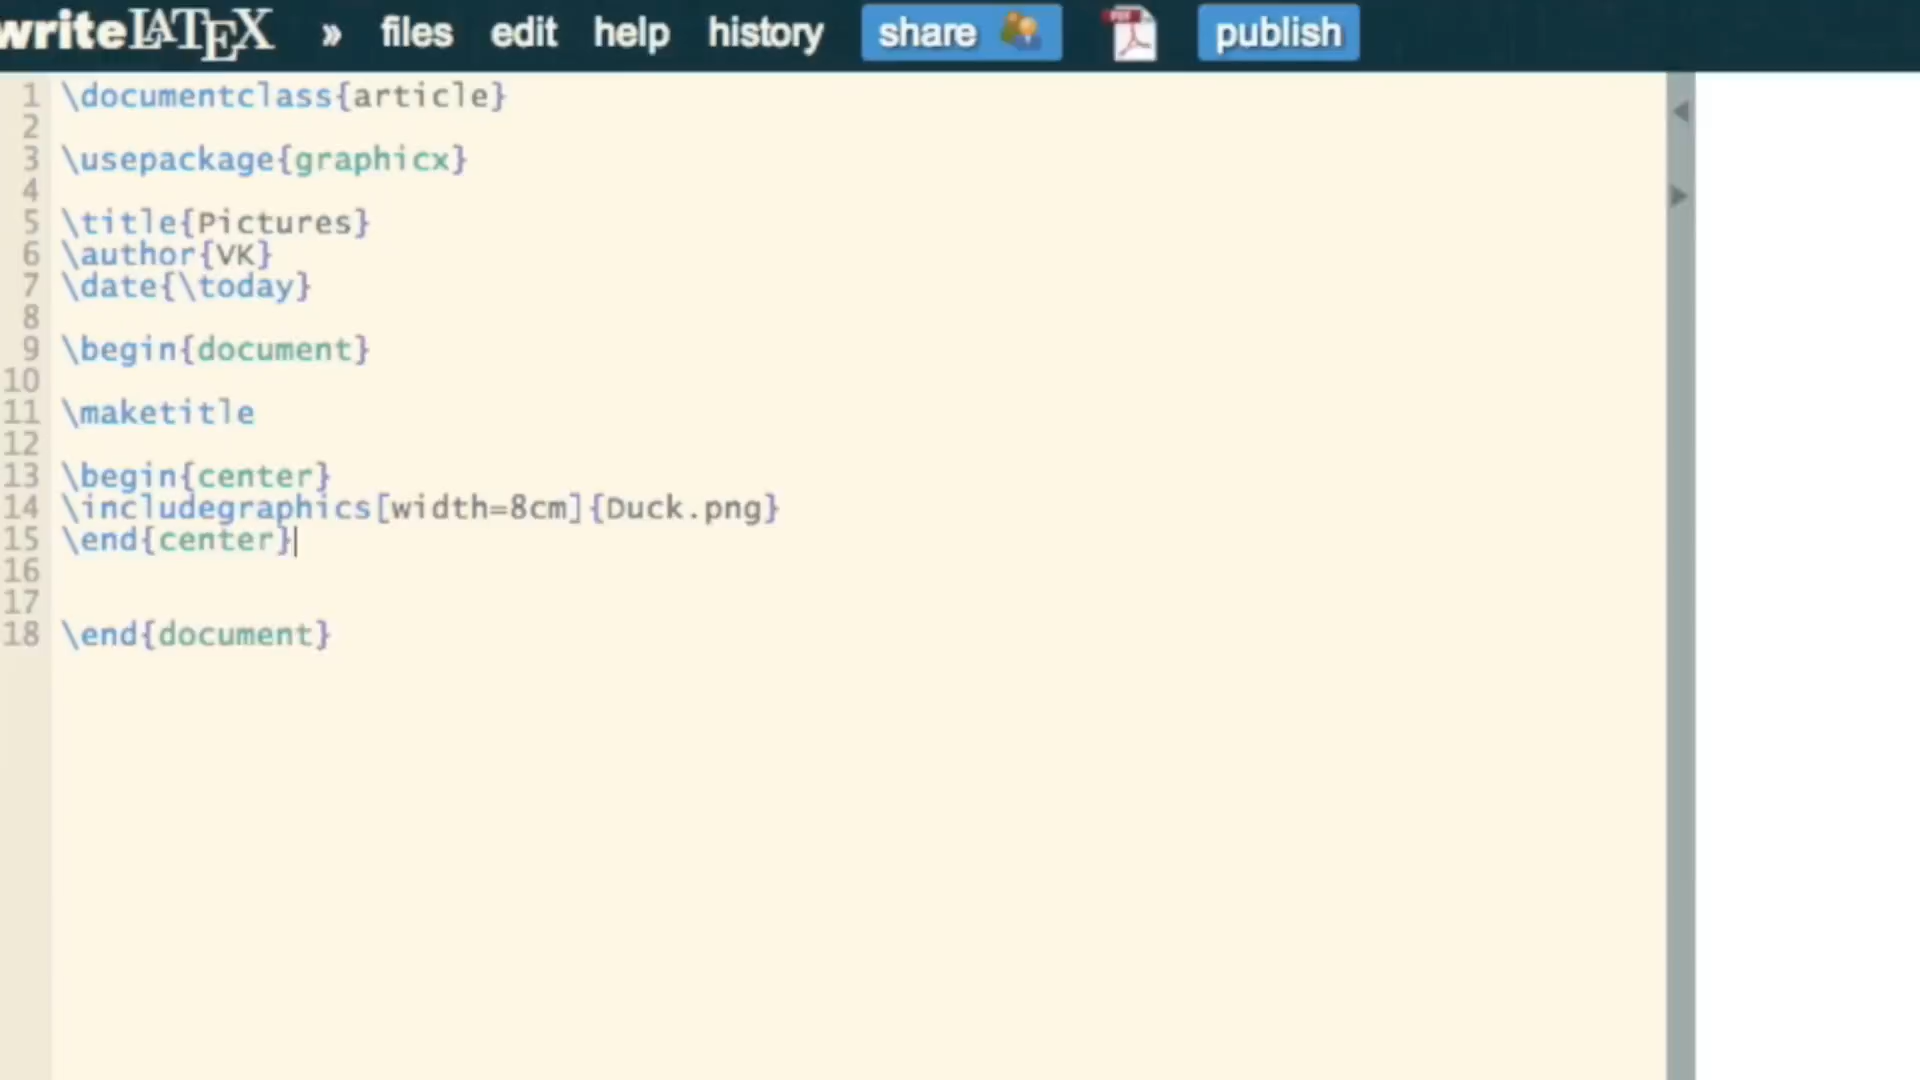 writeLATEX » files edit help history share publish
1 \documentclass{article}
2
3 \usepackage{graphicx}
4
5 \title{Pictures}
6 \author{VK}
7 \date{\today}
8
9 \begin{document}
10
11 \maketitle
12
13 \begin{center}
14 \includegraphics[width=8cm]{Duck.png}
15 \end{center}
16
17
18 \end{document}